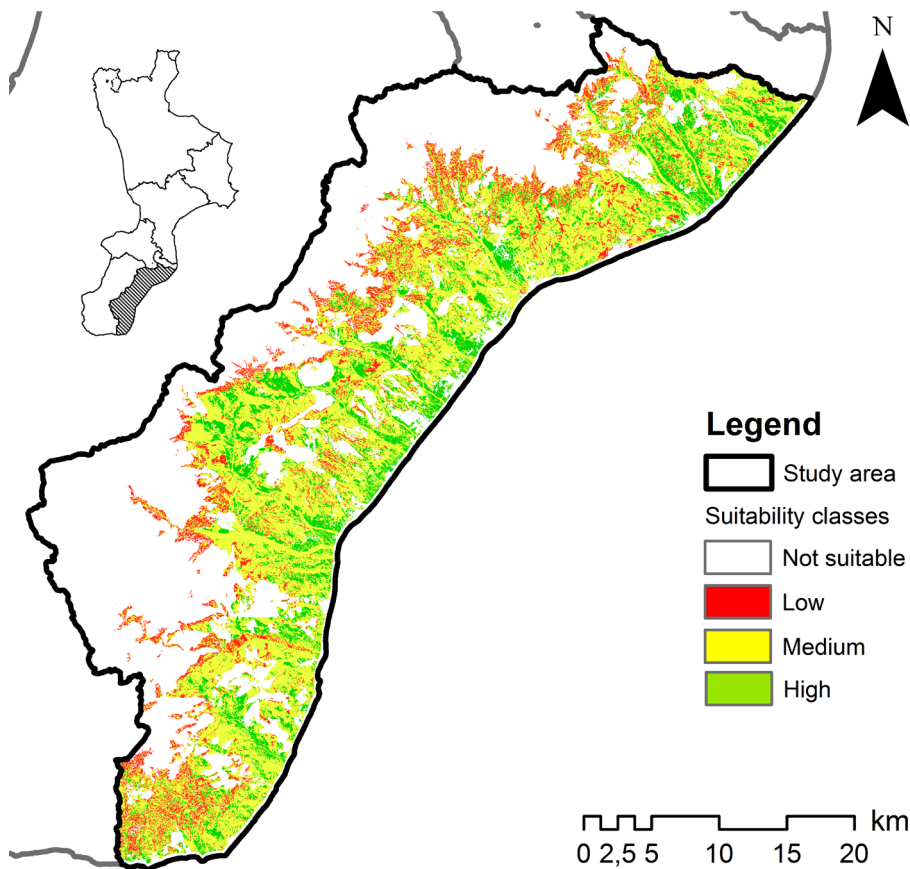 N
Legend
Study area
Suitability classes
Not suitable
Low
Medium
High
km
0 2,5 5 10 15 20